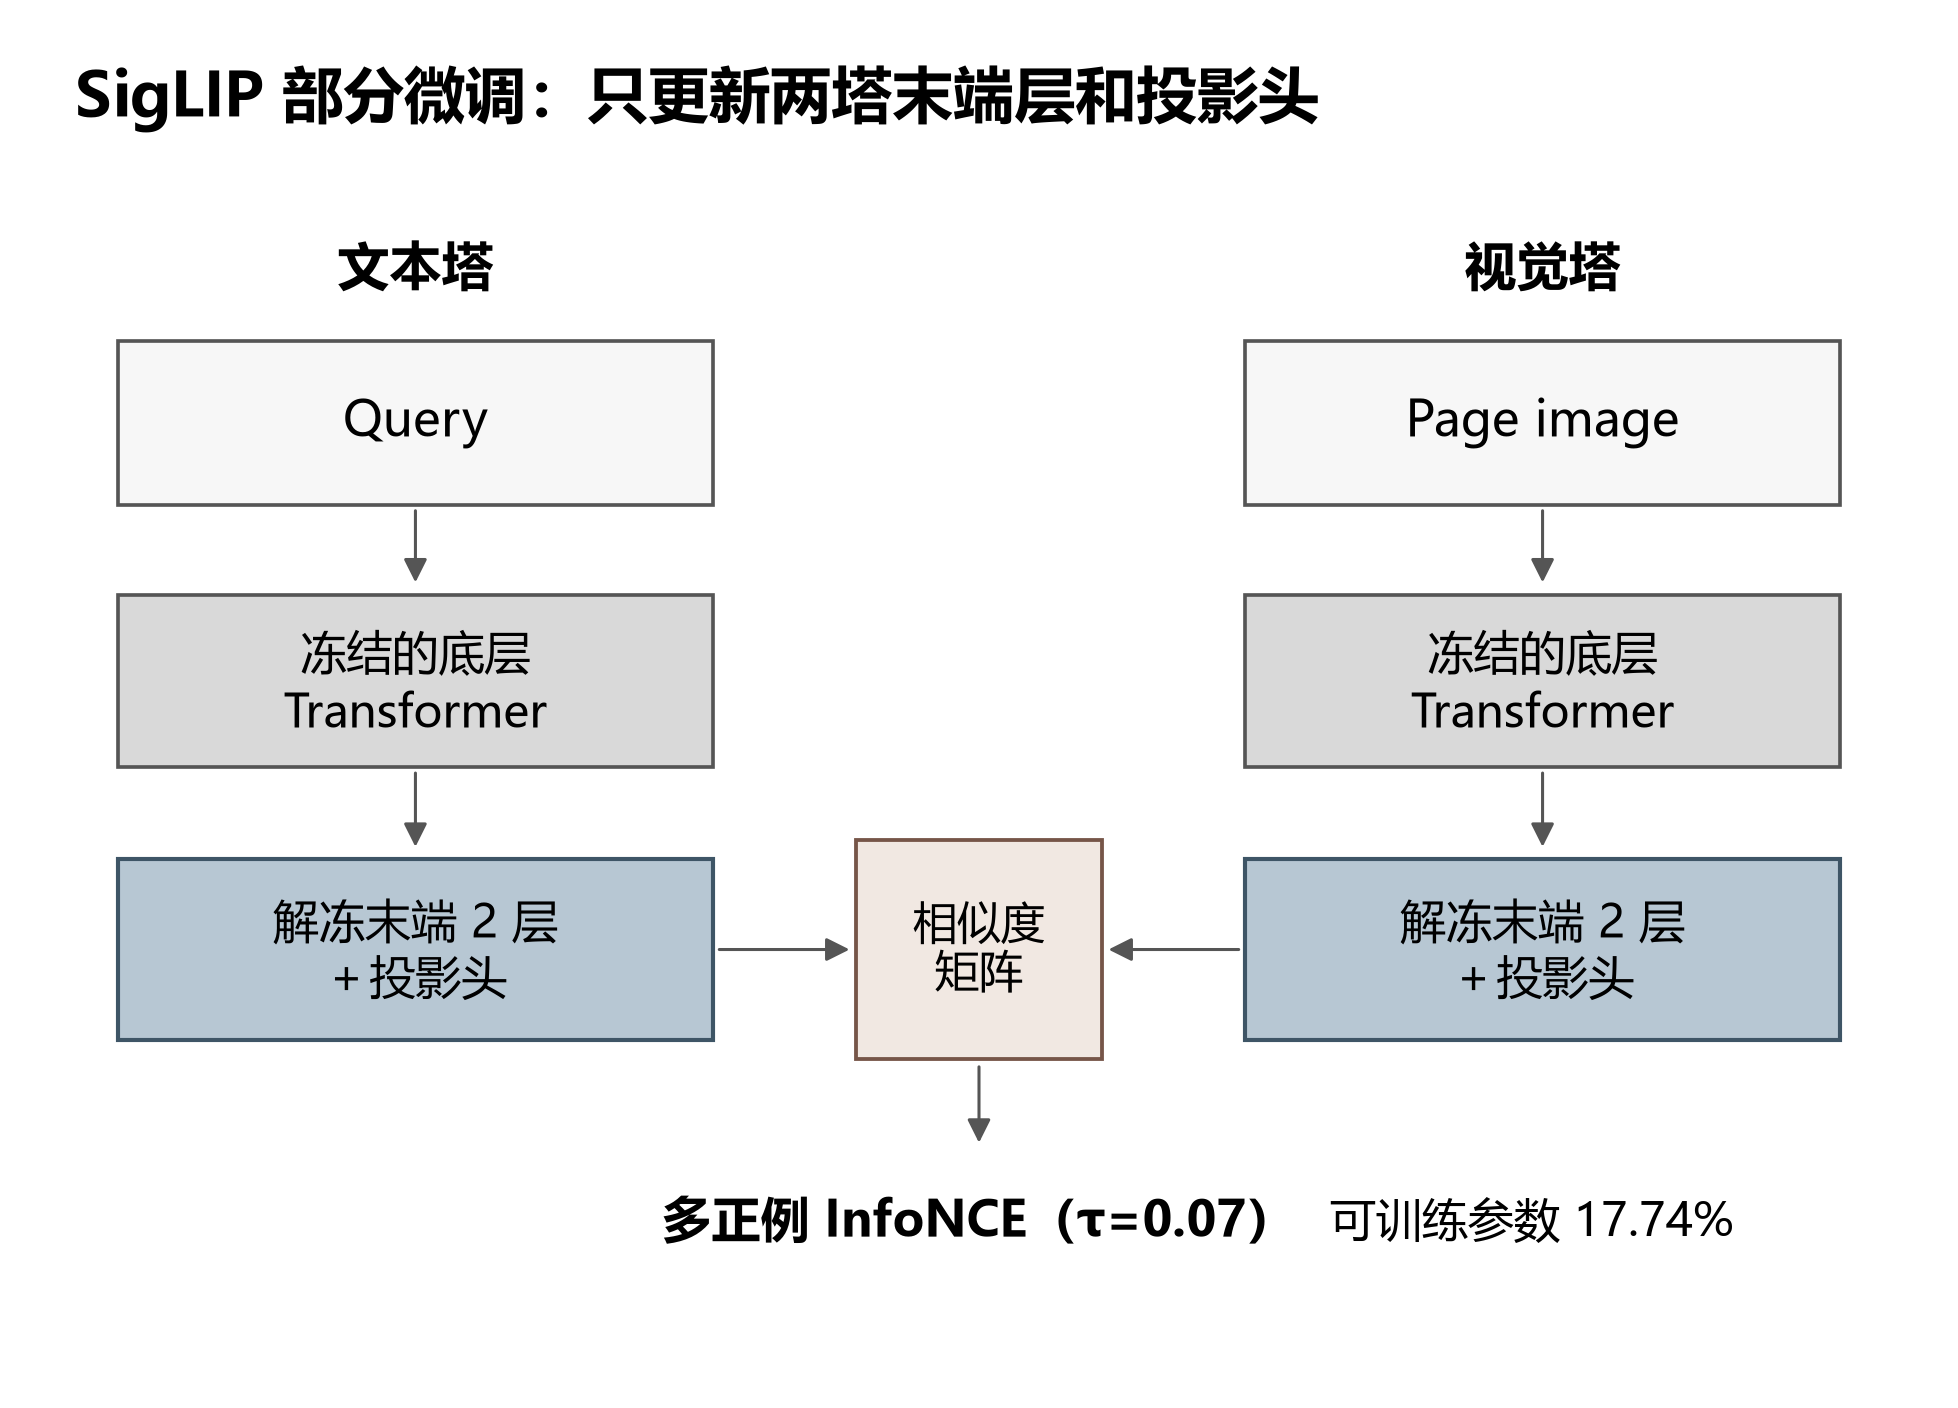 SigLIP 部分微调：只更新两塔末端层和投影头
文本塔
视觉塔
Query
Page image
冻结的底层
Transformer
冻结的底层
Transformer
解冻末端 2 层
+ 投影头
相似度
矩阵
解冻末端 2 层
+ 投影头
多正例 InfoNCE（τ=0.07） 可训练参数 17.74%